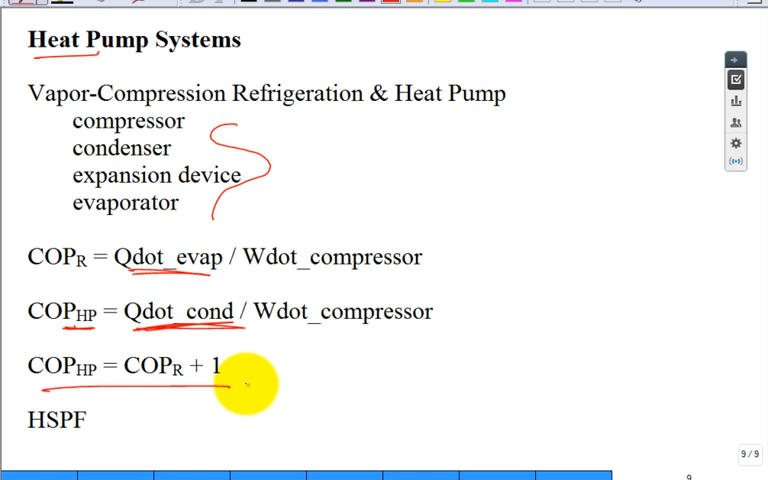 Heat Pump Systems
Vapor-Compression Refrigeration & Heat Pump
compressor
condenser
expansion device
evaporator
COPR = Qdot_evap / Wdot_compressor
COPHP = Qdot_cond / Wdot_compressor
COPHP = COPR + 1
HSPF
9 / 9
9